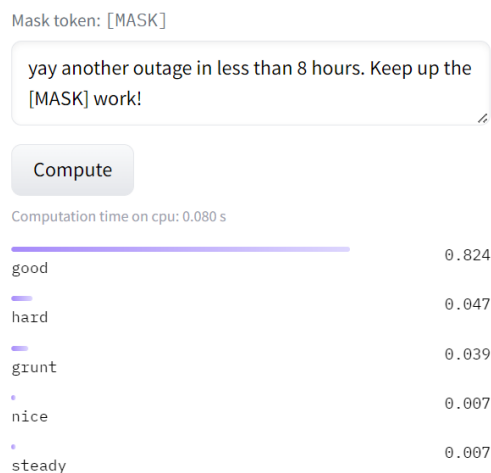 Mask token: [MASK]
yay another outage in less than 8 hours. Keep up the
[MASK] work!
Compute
Computation time on cpu: 0.080 s
good 0.824
hard 0.047
grunt 0.039
nice 0.007
steady 0.007